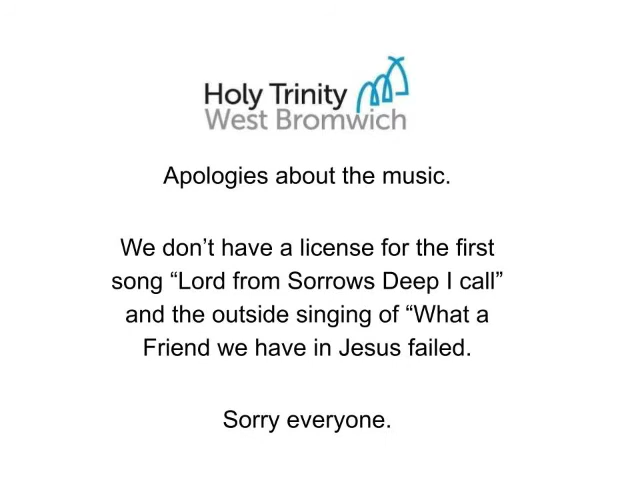 Holy Trinity
West Bromwich
Apologies about the music.
We don’t have a license for the first
song “Lord from Sorrows Deep I call”
and the outside singing of “What a
Friend we have in Jesus failed.
Sorry everyone.